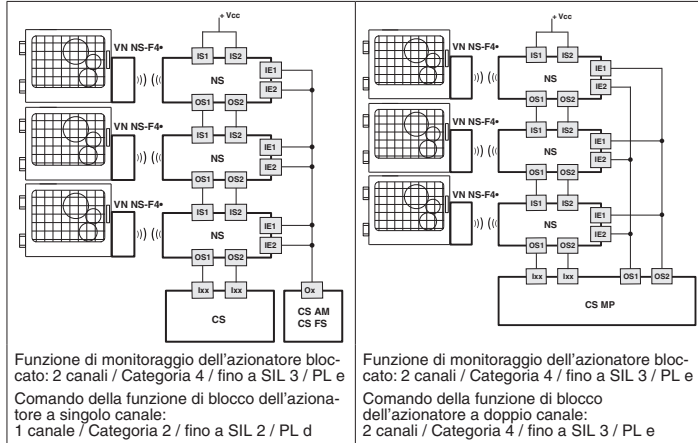 + Vcc
VN NS-F4•
IS1 IS2
NS
IE1
IE2
OS1 OS2
VN NS-F4•
IS1 IS2
NS
IE1
IE2
OS1 OS2
VN NS-F4•
IS1 IS2
NS
IE1
IE2
OS1 OS2
Ixx Ixx
CS
Ox
CS AM
CS FS
Funzione di monitoraggio dell'azionatore bloc-
cato: 2 canali / Categoria 4 / fino a SIL 3 / PL e
Comando della funzione di blocco dell'aziona-
tore a singolo canale:
1 canale / Categoria 2 / fino a SIL 2 / PL d
+ Vcc
VN NS-F4•
IS1 IS2
NS
IE1
IE2
OS1 OS2
VN NS-F4•
IS1 IS2
NS
IE1
IE2
OS1 OS2
VN NS-F4•
IS1 IS2
NS
IE1
IE2
OS1 OS2
Ixx Ixx OS1 OS2
CS MP
Funzione di monitoraggio dell'azionatore bloc-
cato: 2 canali / Categoria 4 / fino a SIL 3 / PL e
Comando della funzione di blocco
dell'azionatore a doppio canale:
2 canali / Categoria 4 / fino a SIL 3 / PL e